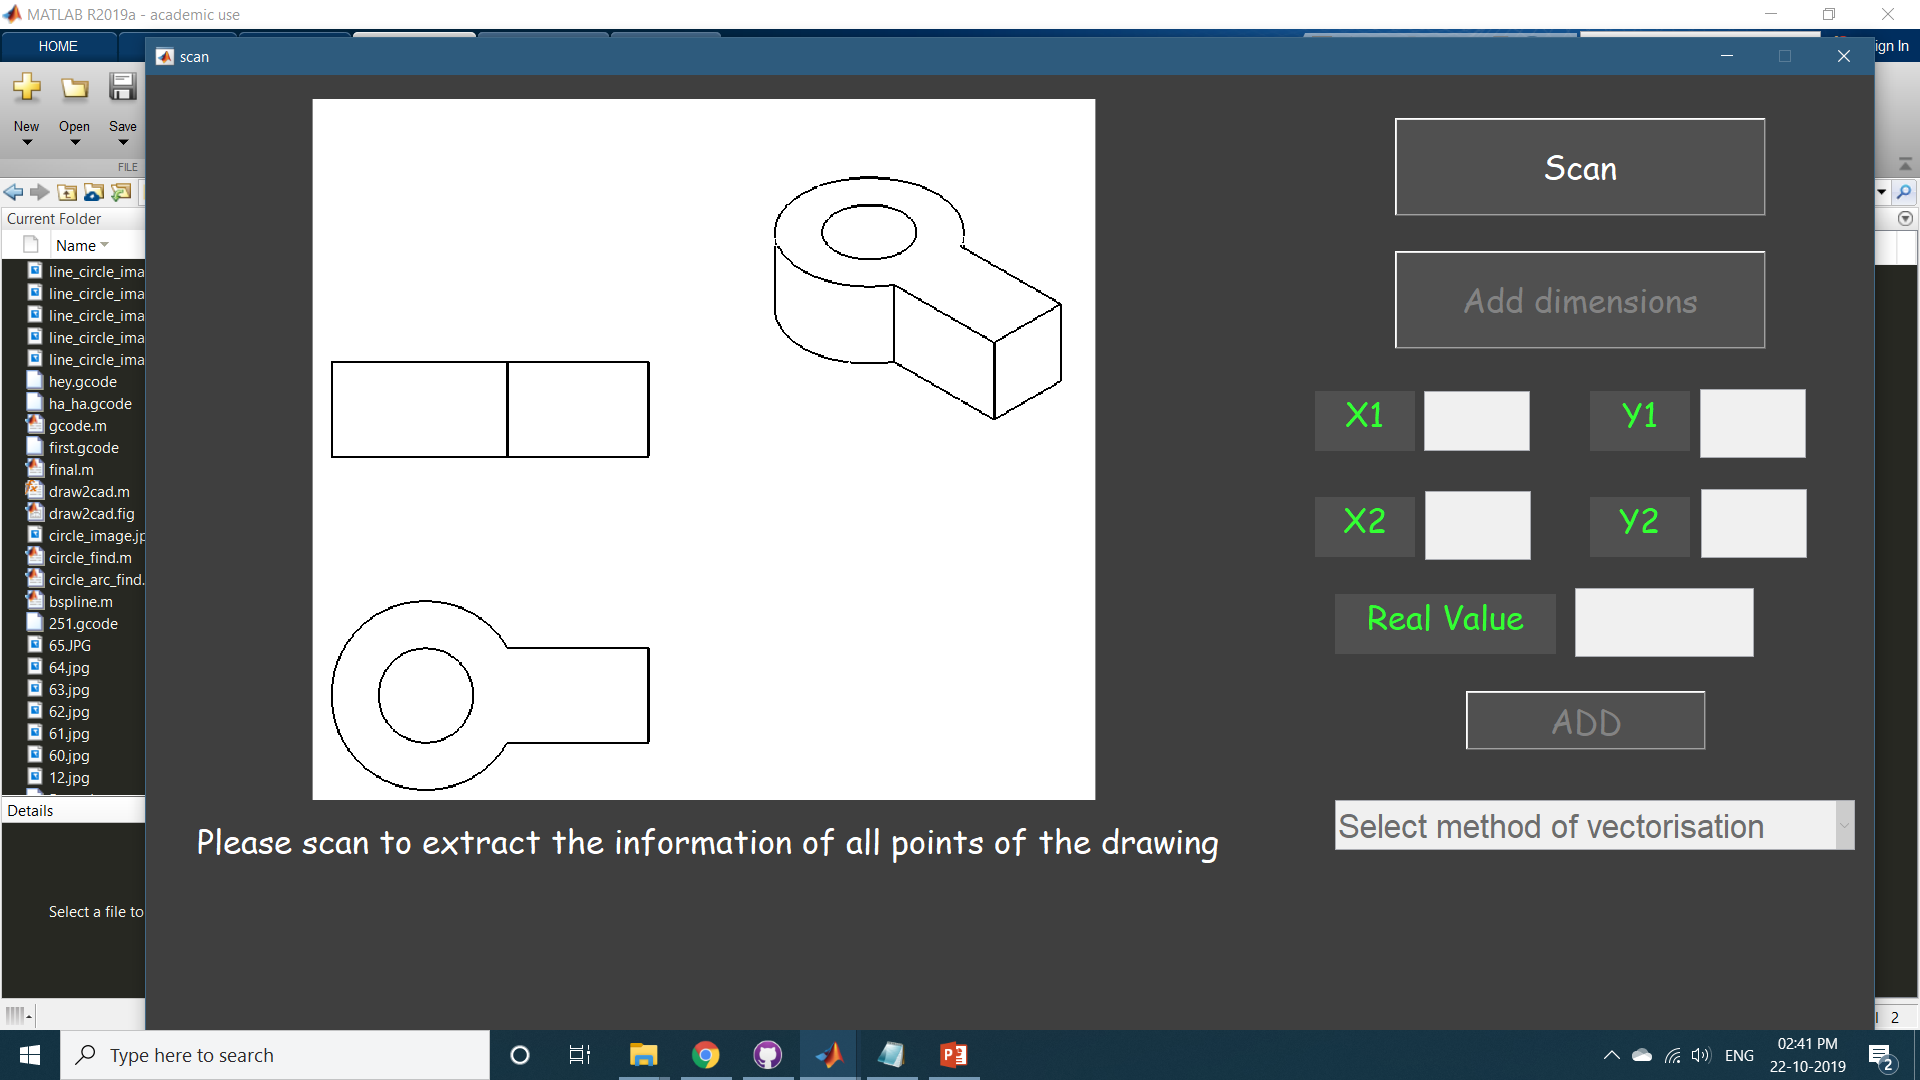 MATLAB R2019a - academic use
HOME
ign In
scan
New
Open
Save
FILE
Current Folder
Name
line_circle_ima
line_circle_ima
line_circle_ima
line_circle_ima
line_circle_ima
hey.gcode
ha_ha.gcode
gcode.m
first.gcode
final.m
draw2cad.m
draw2cad.fig
circle_image.jp
circle_find.m
circle_arc_find.
bspline.m
251.gcode
65.JPG
64.jpg
63.jpg
62.jpg
61.jpg
60.jpg
12.jpg
Details
Select a file to
Scan
Add dimensions
X1
Y1
X2
Y2
Real Value
ADD
Select method of vectorisation
Please scan to extract the information of all points of the drawing
2
Type here to search
ENG
02:41 PM
22-10-2019
2